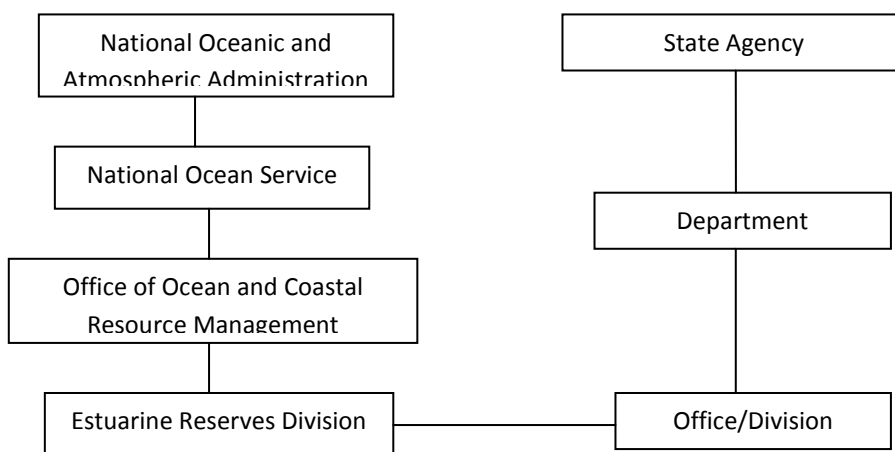 National Oceanic and
Atmospheric Administration
State Agency
National Ocean Service
Department
Office of Ocean and Coastal
Resource Management
Estuarine Reserves Division
Office/Division